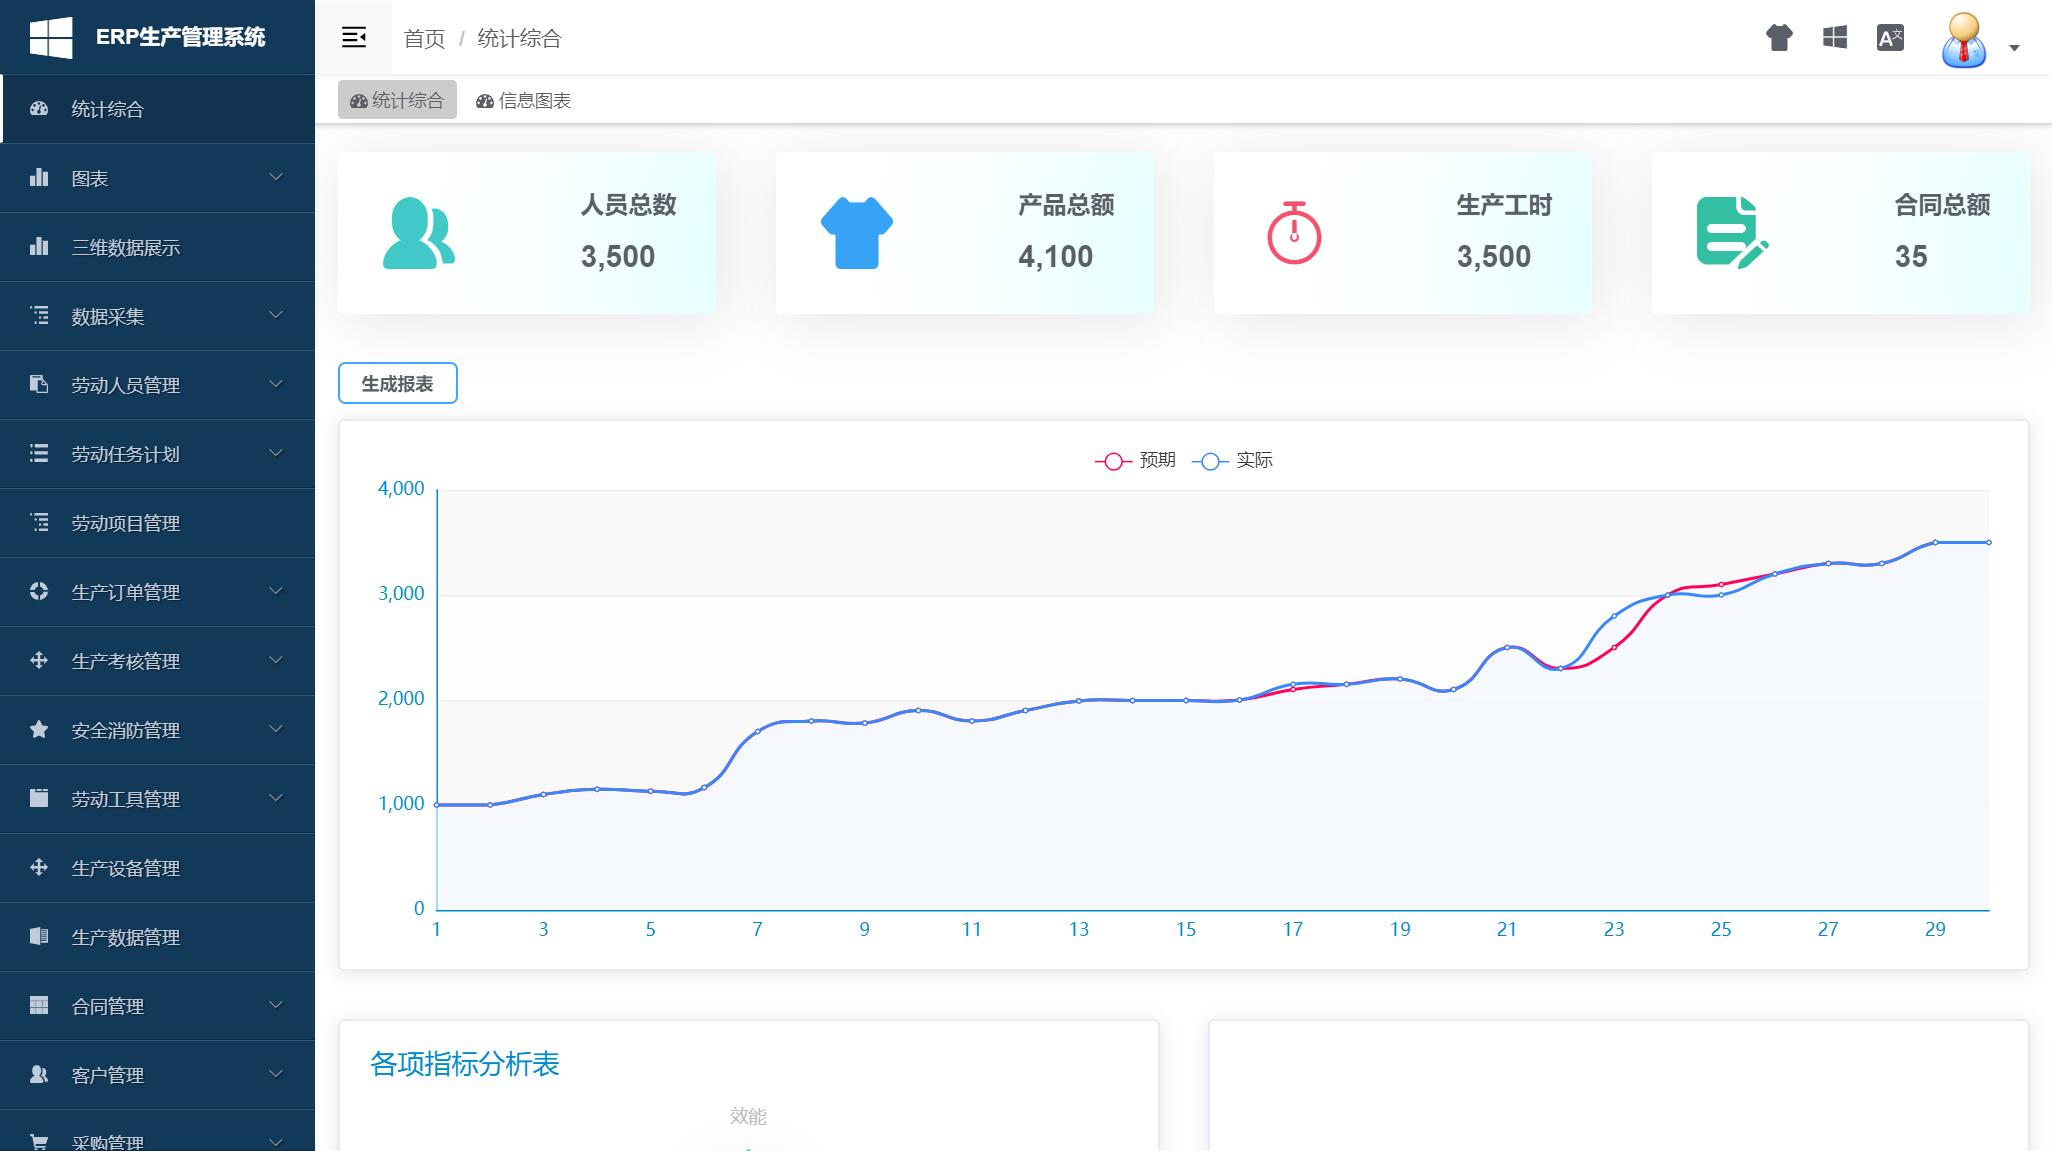 ERP生产管理系统
首页 / 统计综合
统计综合
图表
三维数据展示
数据采集
劳动人员管理
劳动任务计划
劳动项目管理
生产订单管理
生产考核管理
安全消防管理
劳动工具管理
生产设备管理
生产数据管理
合同管理
客户管理
采购管理
统计综合 信息图表
人员总数
3,500
产品总额
4,100
生产工时
3,500
合同总额
35
生成报表
预期 实际
4,000
3,000
2,000
1,000
0
1 3 5 7 9 11 13 15 17 19 21 23 25 27 29
各项指标分析表
效能